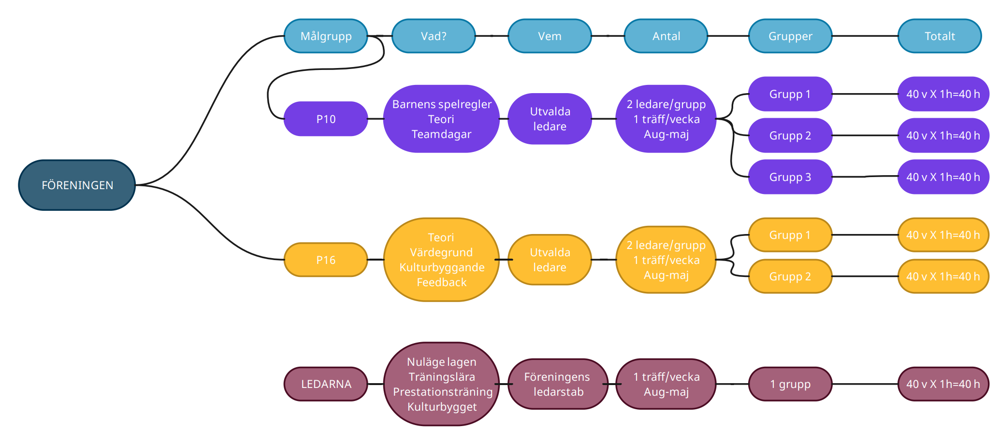 Målgrupp
Vad?
Vem
Antal
Grupper
Totalt
P10
Barnens spelregler
Teori
Teamdagar
Utvalda
ledare
2 ledare/grupp
1 träff/vecka
Aug-maj
Grupp 1
40 v X 1h=40 h
Grupp 2
40 v X 1h=40 h
Grupp 3
40 v X 1h=40 h
FÖRENINGEN
P16
Teori
Värdegrund
Kulturbyggande
Feedback
Utvalda
ledare
2 ledare/grupp
1 träff/vecka
Aug-maj
Grupp 1
40 v X 1h=40 h
Grupp 2
40 v X 1h=40 h
LEDARNA
Nuläge lagen
Träningslära
Prestationsträning
Kulturbygget
Föreningens
ledarstab
1 träff/vecka
Aug-maj
1 grupp
40 v X 1h=40 h